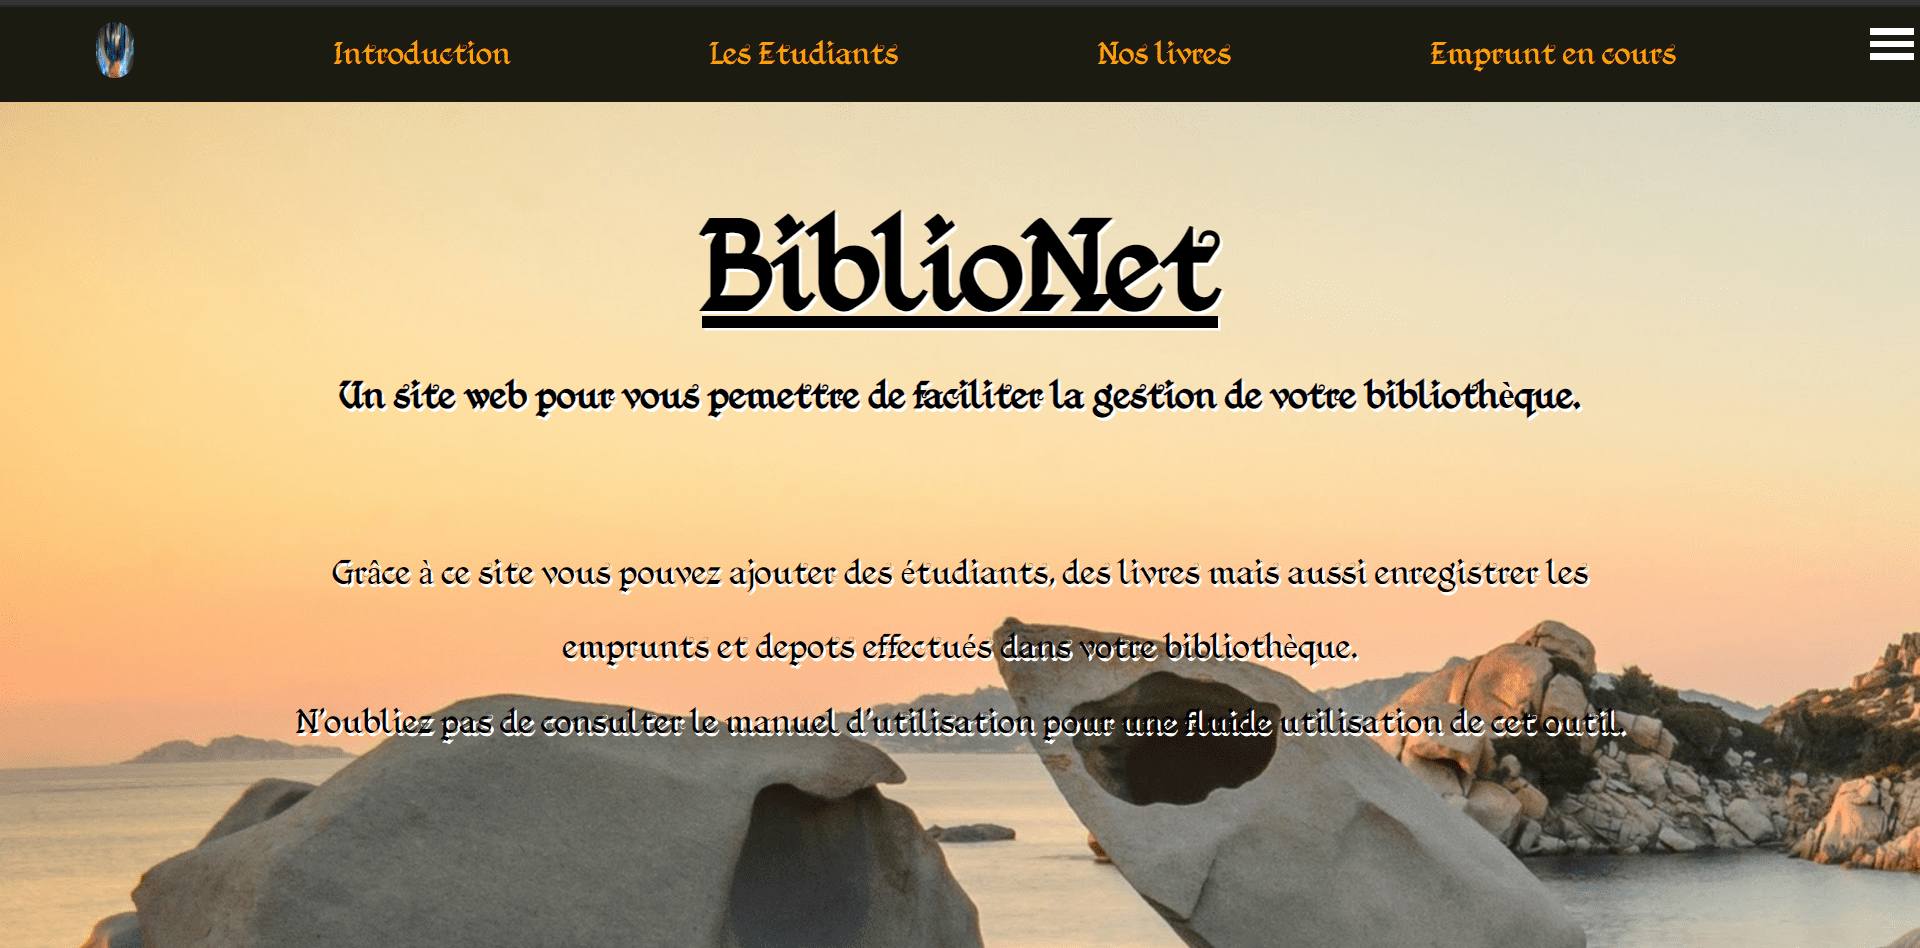 Introduction
Les Etudiants
Nos livres
Emprunt en cours
BiblioNet
Un site web pour vous pemettre de faciliter la gestion de votre bibliothèque.
Grâce à ce site vous pouvez ajouter des étudiants, des livres mais aussi enregistrer les
emprunts et depots effectués dans votre bibliothèque.
N'oubliez pas de consulter le manuel d'utilisation pour une fluide utilisation de cet outil.